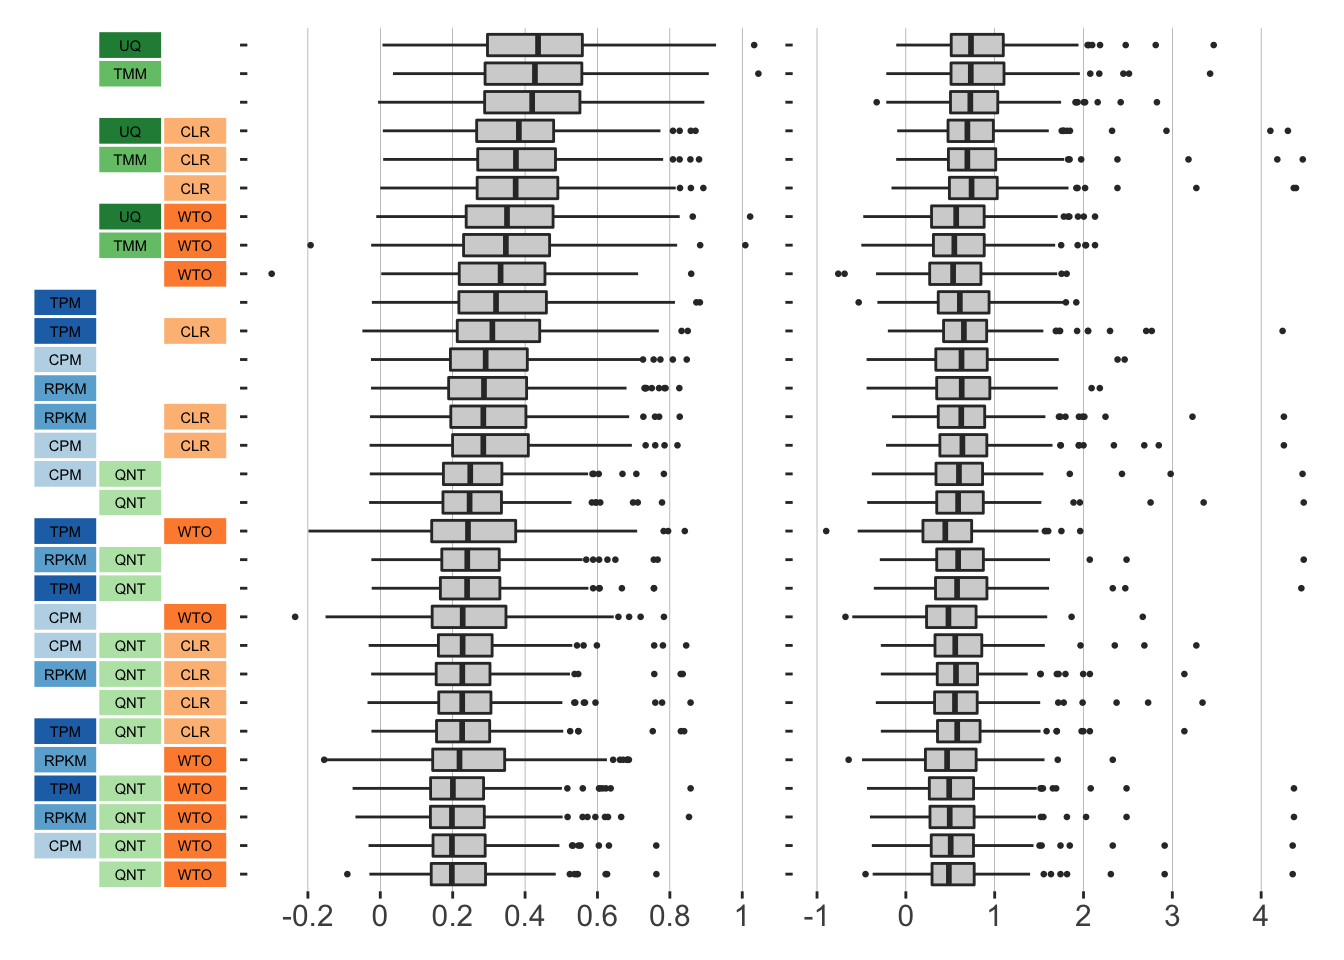 UQ
TMM
UQ CLR
TMM CLR
CLR
UQ WTO
TMM WTO
WTO
TPM
TPM CLR
CPM
RPKM
RPKM CLR
CPM CLR
CPM QNT
QNT
TPM WTO
RPKM QNT
TPM QNT
CPM WTO
CPM QNT CLR
RPKM QNT CLR
QNT CLR
TPM QNT CLR
RPKM WTO
TPM QNT WTO
RPKM QNT WTO
CPM QNT WTO
QNT WTO
-0.2 0 0.2 0.4 0.6 0.8 1 -1 0 1 2 3 4